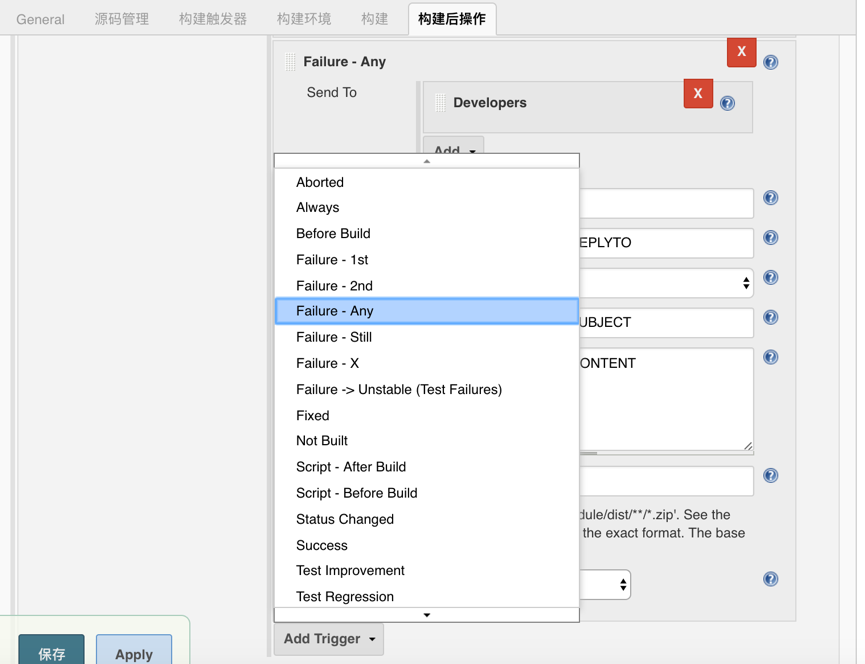 General 源码管理 构建触发器 构建环境 构建 构建后操作
Failure - Any X
Send To
Developers X
Add
Aborted
Always
Before Build
EPLYTO
Failure - 1st
Failure - 2nd
Failure - Any
UBJECT
Failure - Still
Failure - X
ONTENT
Failure -> Unstable (Test Failures)
Fixed
Not Built
Script - After Build
Script - Before Build
Status Changed
dule/dist/**/*.zip'. See the
the exact format. The base
Success
Test Improvement
Test Regression
Add Trigger
保存 Apply